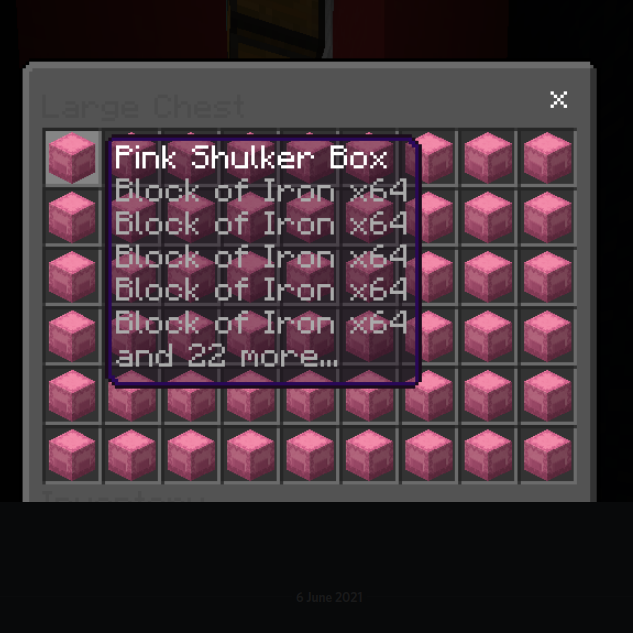 Large Chest
Pink Shulker Box
Block of Iron x64
Block of Iron x64
Block of Iron x64
Block of Iron x64
Block of Iron x64
and 22 more...
Inventory
6 June 2021